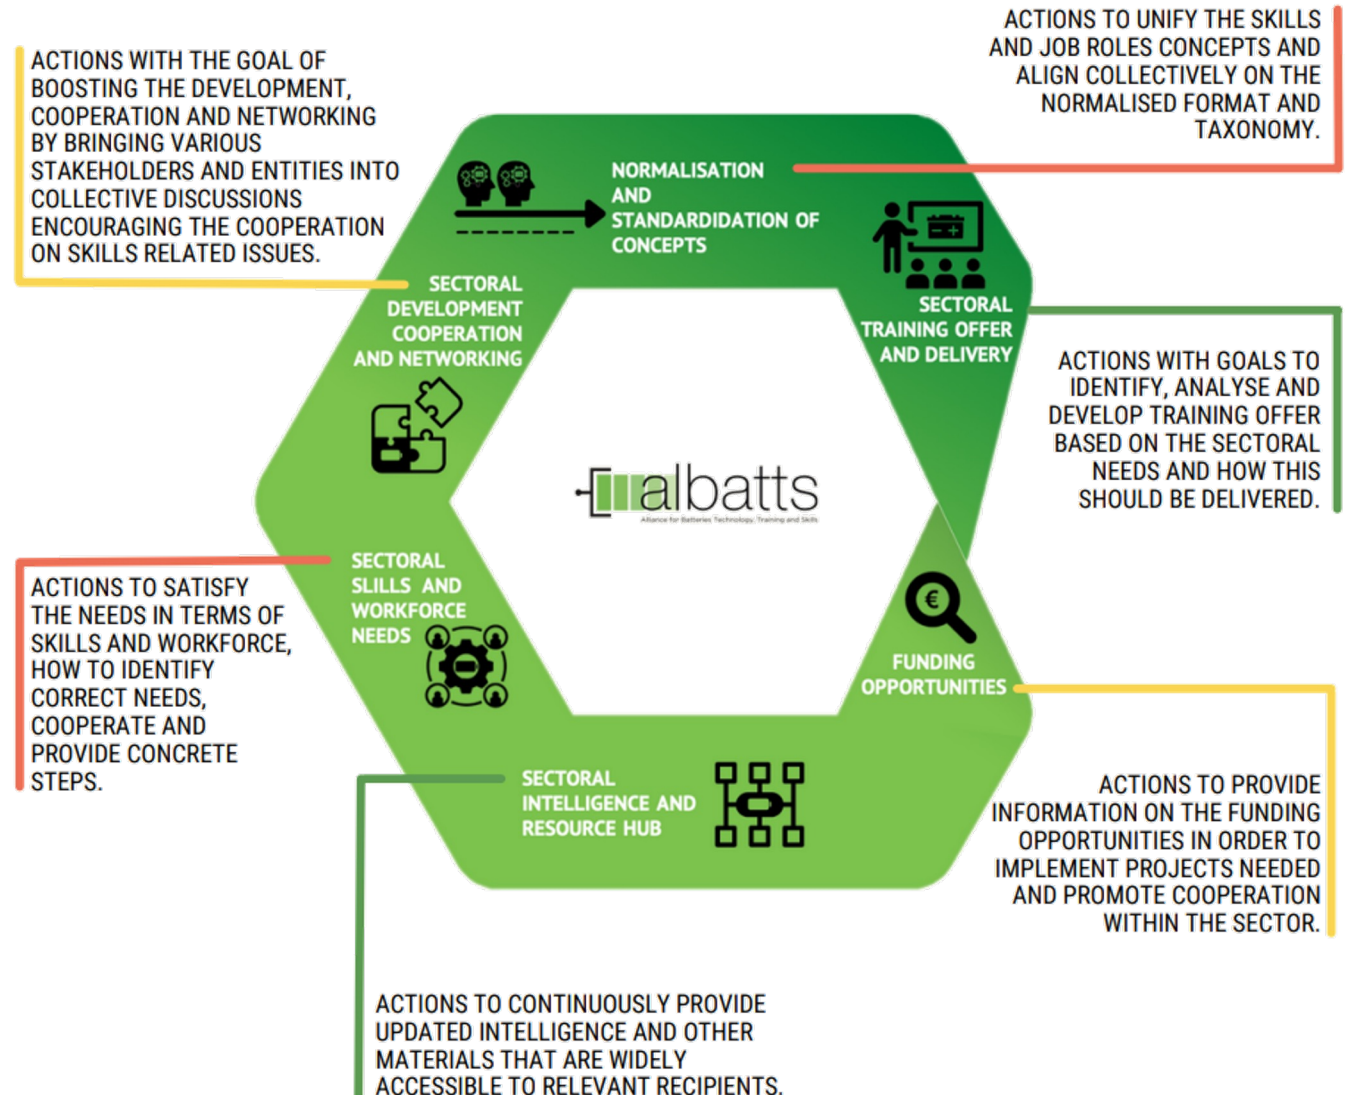 ACTIONS TO UNIFY THE SKILLS
AND JOB ROLES CONCEPTS AND
ALIGN COLLECTIVELY ON THE
NORMALISED FORMAT AND
TAXONOMY.
ACTIONS WITH THE GOAL OF
BOOSTING THE DEVELOPMENT,
COOPERATION AND NETWORKING
BY BRINGING VARIOUS
STAKEHOLDERS AND ENTITIES INTO
COLLECTIVE DISCUSSIONS
ENCOURAGING THE COOPERATION
ON SKILLS RELATED ISSUES.
NORMALISATION
AND
STANDARDIDATION OF
CONCEPTS
SECTORAL
DEVELOPMENT
COOPERATION
AND NETWORKING
SECTORAL
TRAINING OFFER
AND DELIVERY
ACTIONS WITH GOALS TO
IDENTIFY, ANALYSE AND
DEVELOP TRAINING OFFER
BASED ON THE SECTORAL
NEEDS AND HOW THIS
SHOULD BE DELIVERED.
albatts
Alliance for Batteries Technology, Training and Skills
SECTORAL
SLILLS AND
WORKFORCE
NEEDS
ACTIONS TO SATISFY
THE NEEDS IN TERMS OF
SKILLS AND WORKFORCE,
HOW TO IDENTIFY
CORRECT NEEDS,
COOPERATE AND
PROVIDE CONCRETE
STEPS.
€
FUNDING
OPPORTUNITIES
SECTORAL
INTELLIGENCE AND
RESOURCE HUB
ACTIONS TO PROVIDE
INFORMATION ON THE FUNDING
OPPORTUNITIES IN ORDER TO
IMPLEMENT PROJECTS NEEDED
AND PROMOTE COOPERATION
WITHIN THE SECTOR.
ACTIONS TO CONTINUOUSLY PROVIDE
UPDATED INTELLIGENCE AND OTHER
MATERIALS THAT ARE WIDELY
ACCESSIBLE TO RELEVANT RECIPIENTS.